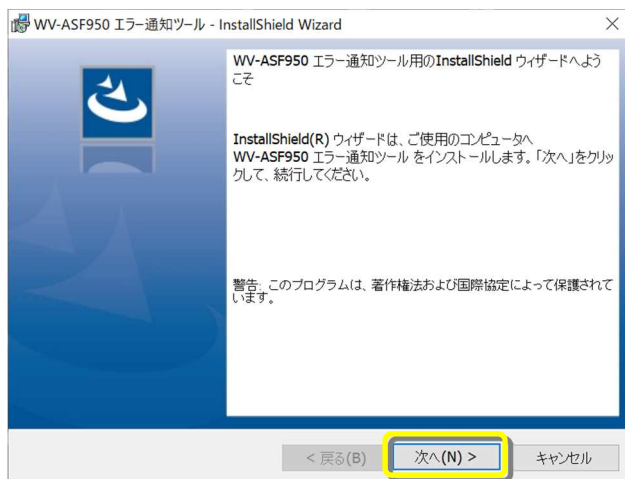 WV-ASF950 エラー通知ツール - InstallShield Wizard
WV-ASF950 エラー通知ツール用のInstallShield ウィザードへよう
こそ
InstallShield(R) ウィザードは、ご使用のコンピュータへ
WV-ASF950 エラー通知ツール をインストールします。「次へ」をクリッ
クして、続行してください。
警告: このプログラムは、著作権法および国際協定によって保護されて
います。
< 戻る(B) 次へ(N) > キャンセル